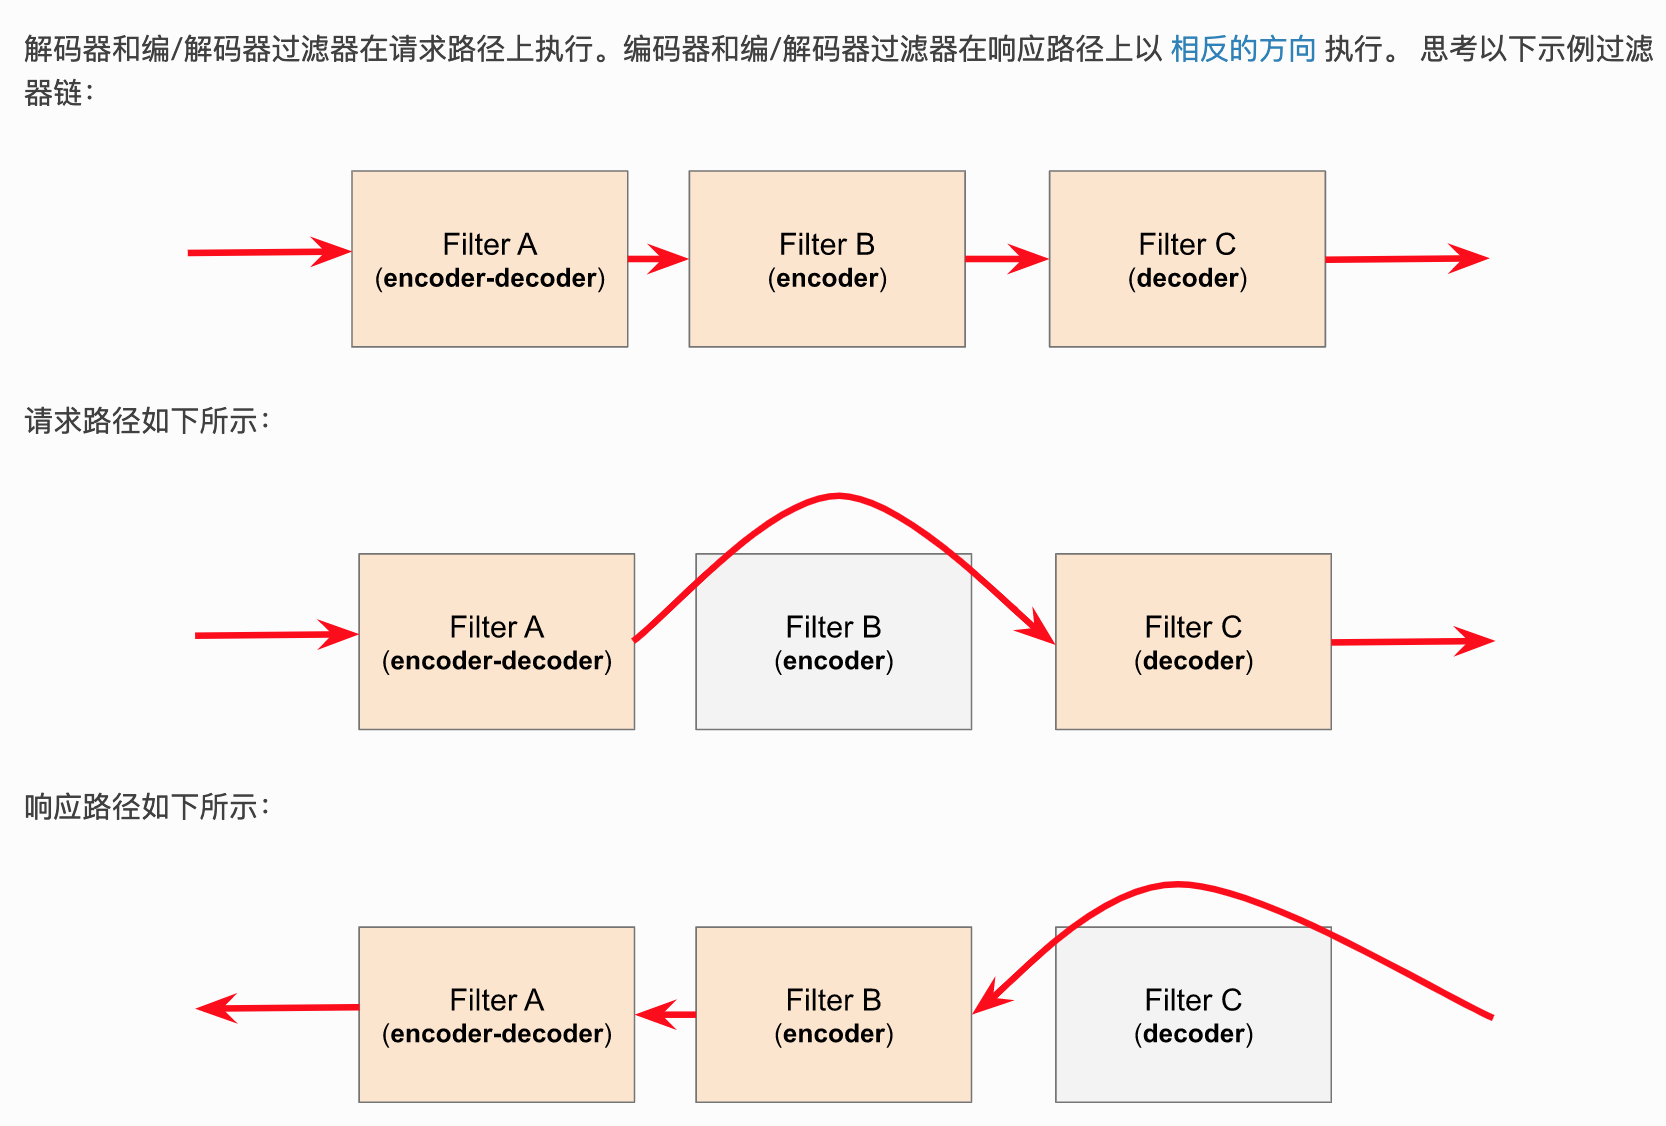 解码器和编/解码器过滤器在请求路径上执行。编码器和编/解码器过滤器在响应路径上以 相反的方向 执行。 思考以下示例过滤
器链：
Filter A
(encoder-decoder)
Filter B
(encoder)
Filter C
(decoder)
请求路径如下所示：
Filter A
(encoder-decoder)
Filter B
(encoder)
Filter C
(decoder)
响应路径如下所示：
Filter A
(encoder-decoder)
Filter B
(encoder)
Filter C
(decoder)